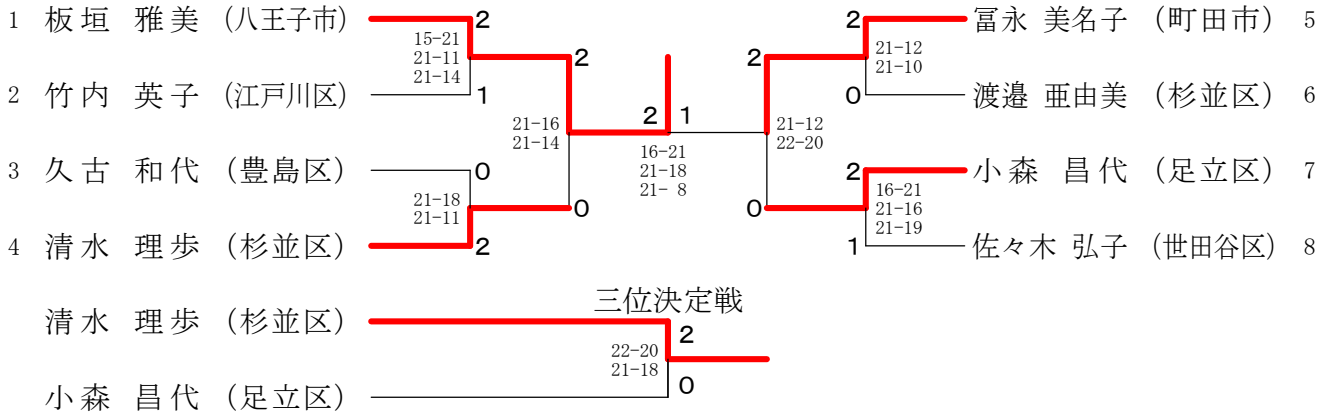 1 板垣 雅美 (八王子市) 2 2 冨永 美名子 (町田市) 5
15-21 21-12
21-11 2 2 21-10
21-14
2 竹内 英子 (江戸川区) 1 0 渡邉 亜由美 (杉並区) 6
21-16 2 1 21-12
21-14 22-20
16-21
3 久古 和代 (豊島区) 0 21-18 2 小森 昌代 (足立区) 7
21-18 21- 8 16-21
21-11 0 0 21-16
21-19
4 清水 理歩 (杉並区) 2 1 佐々木 弘子 (世田谷区) 8
三位決定戦
清水 理歩 (杉並区) 2
22-20
21-18
小森 昌代 (足立区) 0